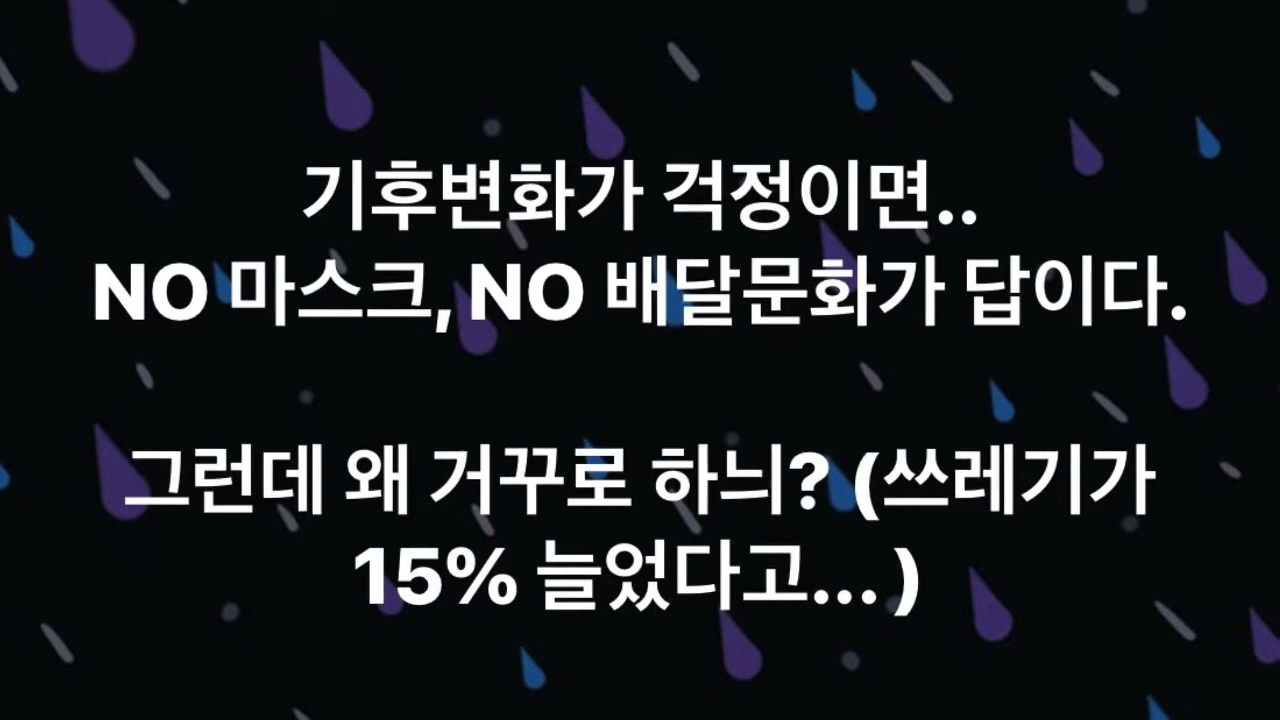 기후변화가 걱정이면..
NO 마스크, NO 배달문화가 답이다.
그런데 왜 거꾸로 하늬? (쓰레기가
15% 늘었다고... )